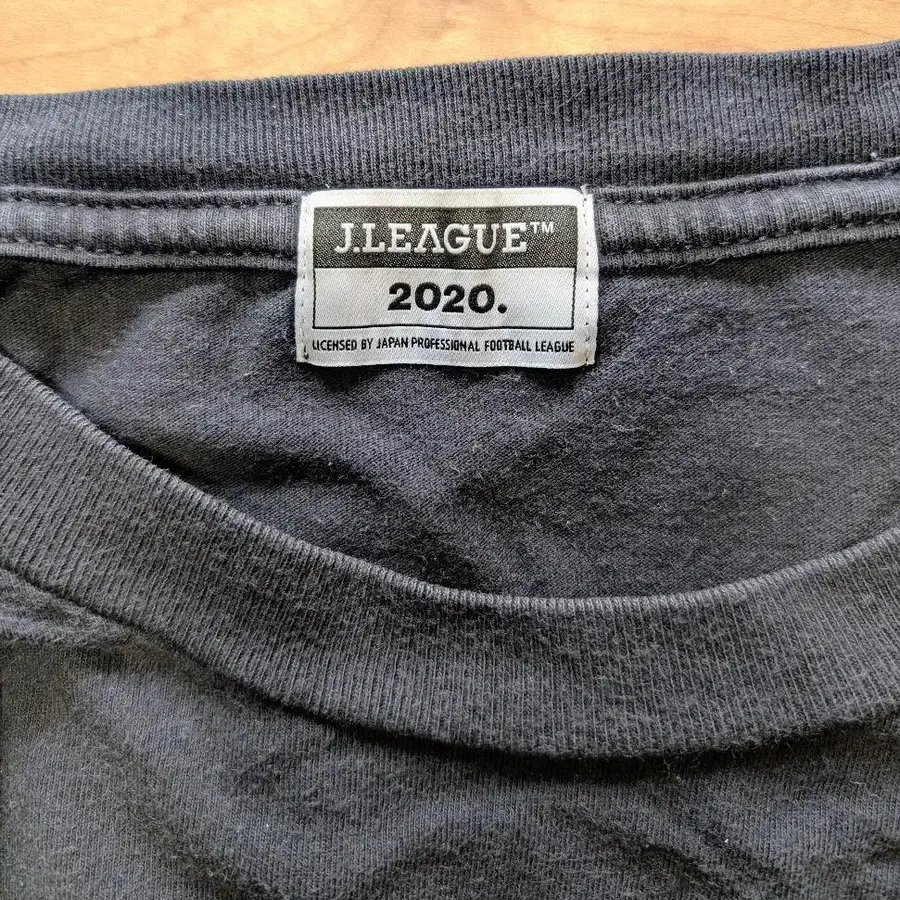 J.LEAGUE™
2020.
LICENSED BY JAPAN PROFESSIONAL FOOTBALL LEAGUE